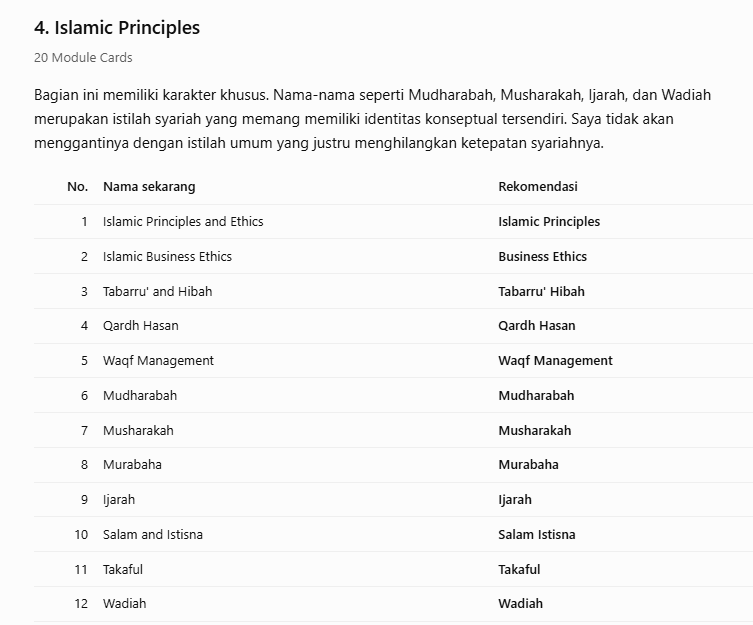 4. Islamic Principles
20 Module Cards
Bagian ini memiliki karakter khusus. Nama-nama seperti Mudharabah, Musharakah, Ijarah, dan Wadiah
merupakan istilah syariah yang memang memiliki identitas konseptual tersendiri. Saya tidak akan
menggantinya dengan istilah umum yang justru menghilangkan ketepatan syariahnya.
No. Nama sekarang Rekomendasi
1 Islamic Principles and Ethics Islamic Principles
2 Islamic Business Ethics Business Ethics
3 Tabarru' and Hibah Tabarru' Hibah
4 Qardh Hasan Qardh Hasan
5 Waqf Management Waqf Management
6 Mudharabah Mudharabah
7 Musharakah Musharakah
8 Murabaha Murabaha
9 Ijarah Ijarah
10 Salam and Istisna Salam Istisna
11 Takaful Takaful
12 Wadiah Wadiah